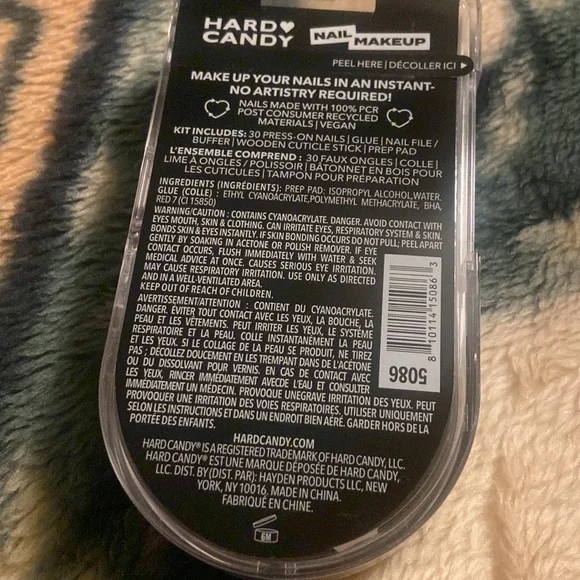 HARD♥ CANDY
NAIL MAKEUP
PEEL HERE | DÉCOLLER ICI ▶
MAKE UP YOUR NAILS IN AN INSTANT-
NO ARTISTRY REQUIRED!
NAILS MADE WITH 100% PCR
POST CONSUMER RECYCLED
MATERIALS | VEGAN
KIT INCLUDES: 30 PRESS-ON NAILS | GLUE | NAIL FILE /
BUFFER | WOODEN CUTICLE STICK | PREP PAD
L'ENSEMBLE COMPREND : 30 FAUX ONGLES | COLLE |
LIME À ONGLES / POLISSOIR | BÂTONNET EN BOIS POUR
LES CUTICULES | TAMPON POUR PRÉPARATION
INGREDIENTS (INGRÉDIENTS): PREP PAD: ISOPROPYL ALCOHOL, WATER.
GLUE (COLLE) : ETHYL CYANOACRYLATE, POLYMETHYL METHACRYLATE, BHA,
RED 7 (CI 15850)
WARNING/CAUTION : CONTAINS CYANOACRYLATE. DANGER. AVOID CONTACT WITH
EYES MOUTH, SKIN & CLOTHING. CAN IRRITATE EYES, RESPIRATORY SYSTEM & SKIN.
BONDS SKIN & EYES INSTANTLY. IF SKIN BONDING OCCURS DO NOT PULL; PEEL APART
GENTLY BY SOAKING IN ACETONE OR POLISH REMOVER. IF EYE
CONTACT OCCURS, FLUSH IMMEDIATELY WITH WATER & SEEK
MEDICAL ADVICE AT ONCE. CAUSES SERIOUS EYE IRRITATION.
MAY CAUSE RESPIRATORY IRRITATION. USE ONLY AS DIRECTED
AND IN A WELL-VENTILATED AREA.
KEEP OUT OF REACH OF CHILDREN.
AVERTISSEMENT/ATTENTION : CONTIENT DU CYANOACRYLATE.
DANGER. ÉVITER TOUT CONTACT AVEC LES YEUX, LA BOUCHE, LA
PEAU ET LES VÊTEMENTS. PEUT IRRITER LES YEUX, LE SYSTÈME
RESPIRATOIRE ET LA PEAU. COLLE INSTANTANÉMENT LA PEAU
ET LES YEUX. SI LE COLLAGE DE LA PEAU SE PRODUIT, NE TIREZ
PAS ; DÉCOLLEZ DOUCEMENT EN LES TREMPANT DANS DE L'ACÉTONE
OU DU DISSOLVANT POUR VERNIS. EN CAS DE CONTACT AVEC
LES YEUX, RINCER IMMÉDIATEMENT AVECDE L'EAU ET CONSULTER
IMMÉDIATEMENT UN MÉDECIN. PROVOQUE UNEGRAVE IRRITATION DES YEUX. PEUT
PROVOQUER UNE IRRITATION DES VOIES RESPIRATOIRES. UTILISER UNIQUEMENT
SELON LES INSTRUCTIONS ET DANS UN ENDROIT BIEN AÉRÉ. GARDER HORS DE LA
PORTÉE DES ENFANTS.
8 10114 15086 3
5086
HARDCANDY.COM
HARD CANDY® IS A REGISTERED TRADEMARK OF HARD CANDY, LLC.
HARD CANDY® EST UNE MARQUE DÉPOSÉE DE HARD CANDY,
LLC. DIST. BY (DIST. PAR): HAYDEN PRODUCTS LLC, NEW
YORK, NY 10016. MADE IN CHINA.
FABRIQUÉ EN CHINE.
6M